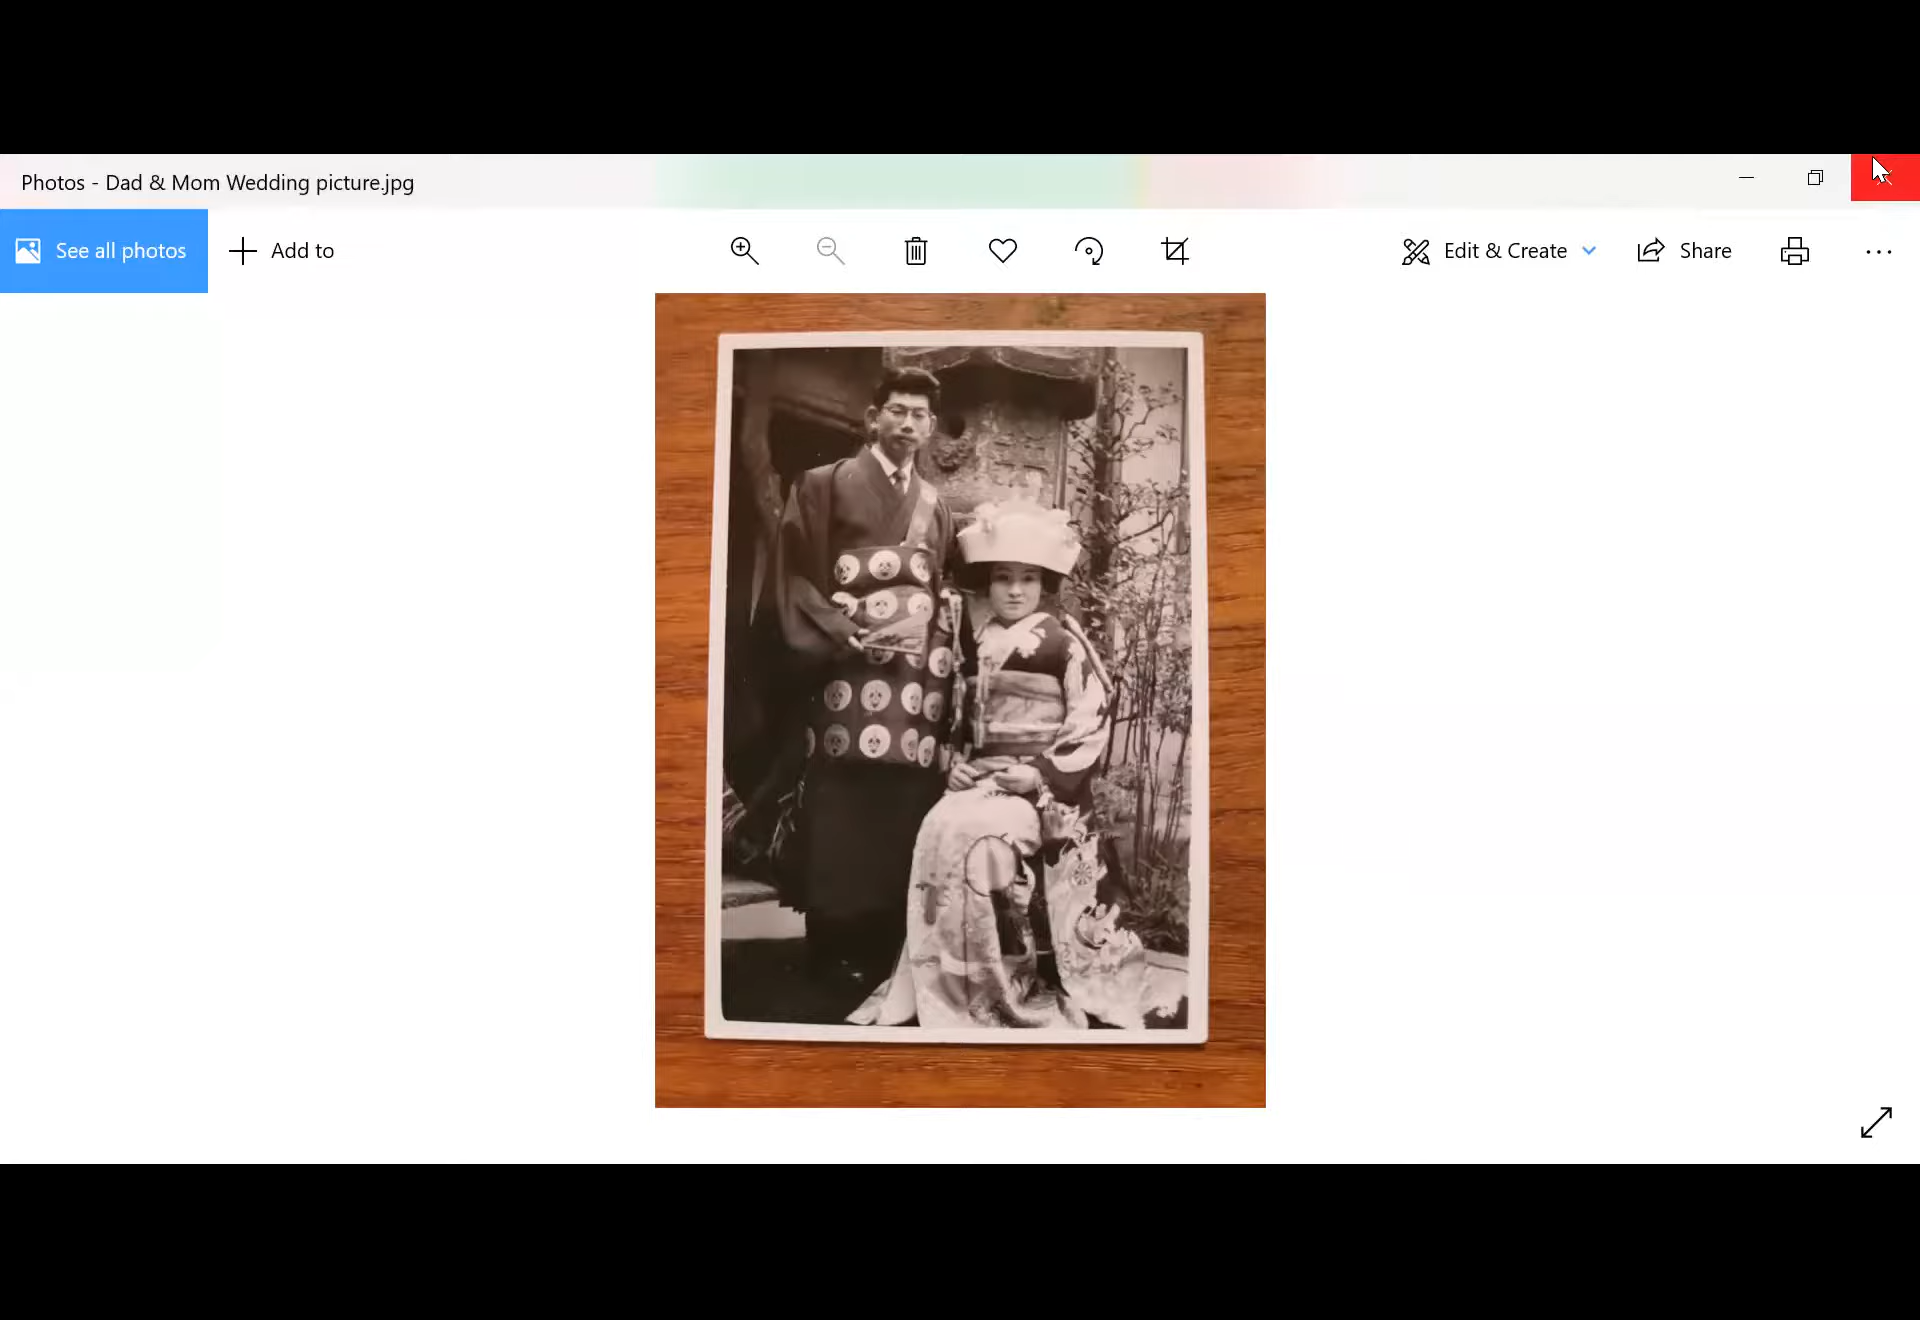 Photos - Dad & Mom Wedding picture.jpg
See all photos
Add to
Edit & Create
Share